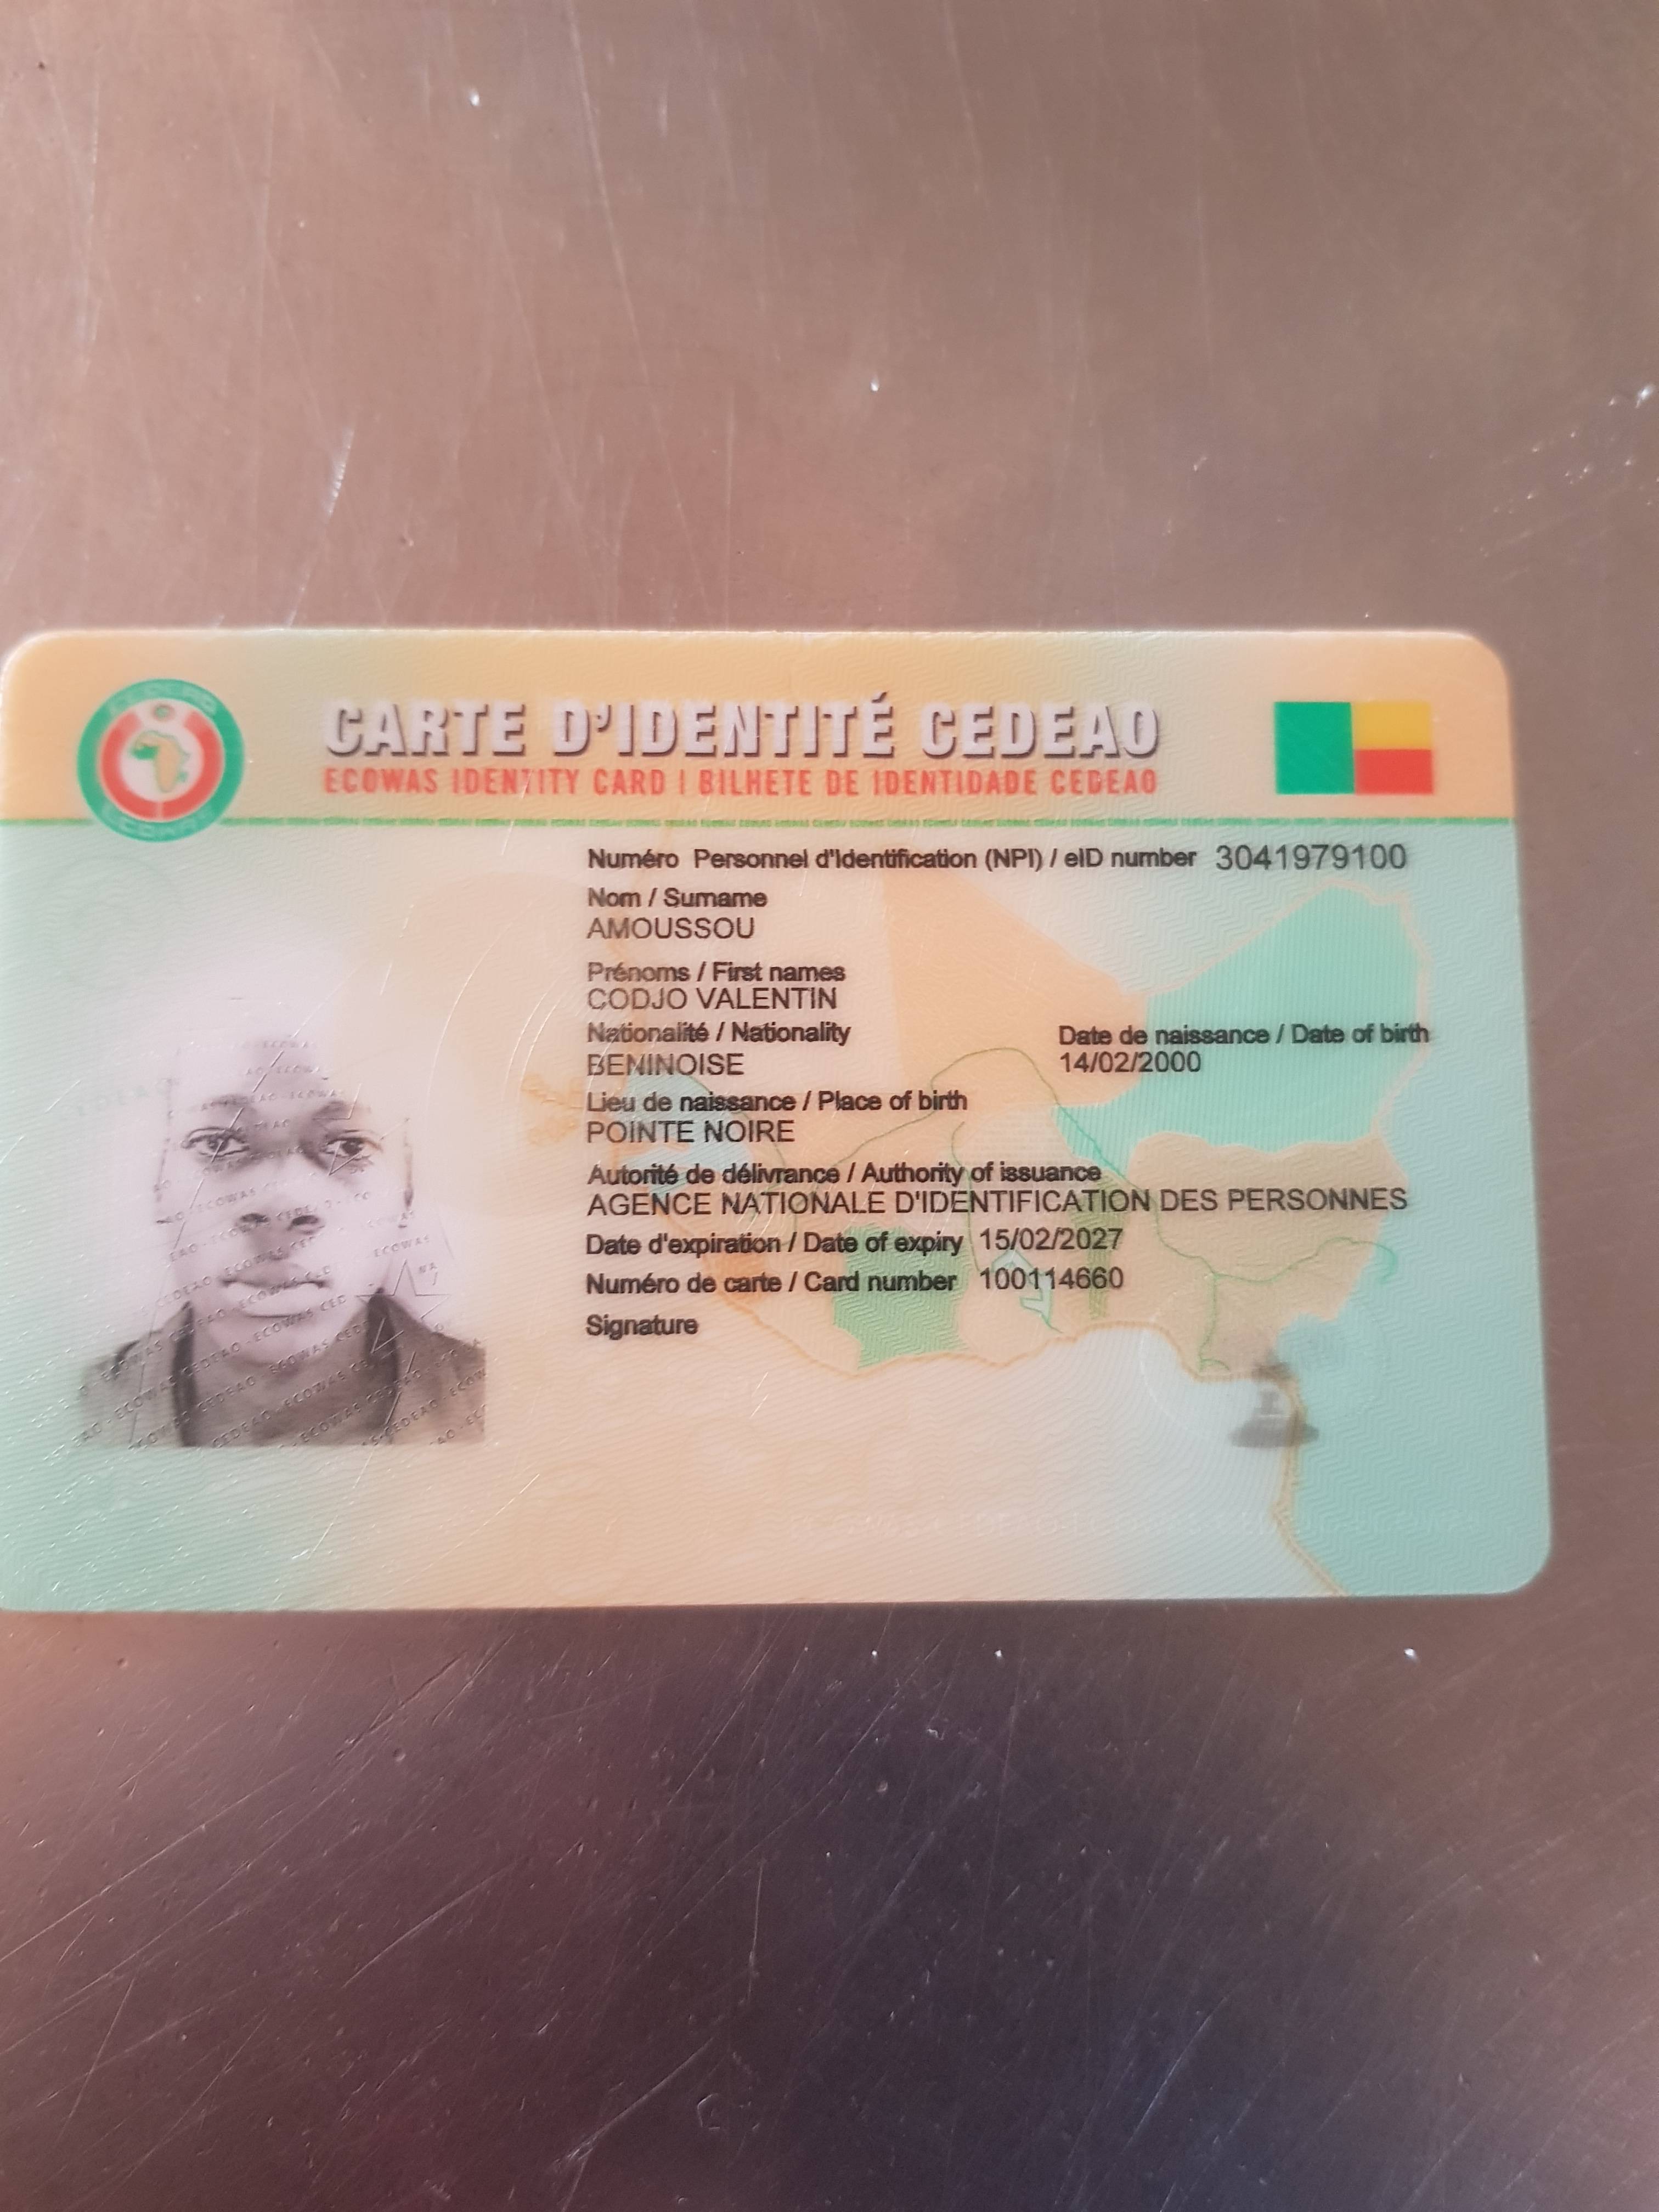 CARTE D'IDENTITÉ CEDEAO
ECOWAS IDENTITY CARD | BILHETE DE IDENTIDADE CEDEAO
Numéro Personnel d'Identification (NPI) / eID number 3041979100
Nom / Surname
AMOUSSOU
Prénoms / First names
CODJO VALENTIN
Nationalité / Nationality
BENINOISE
Date de naissance / Date of birth
14/02/2000
Lieu de naissance / Place of birth
POINTE NOIRE
Autorité de délivrance / Authority of issuance
AGENCE NATIONALE D'IDENTIFICATION DES PERSONNES
Date d'expiration / Date of expiry 15/02/2027
Numéro de carte / Card number 100114660
Signature